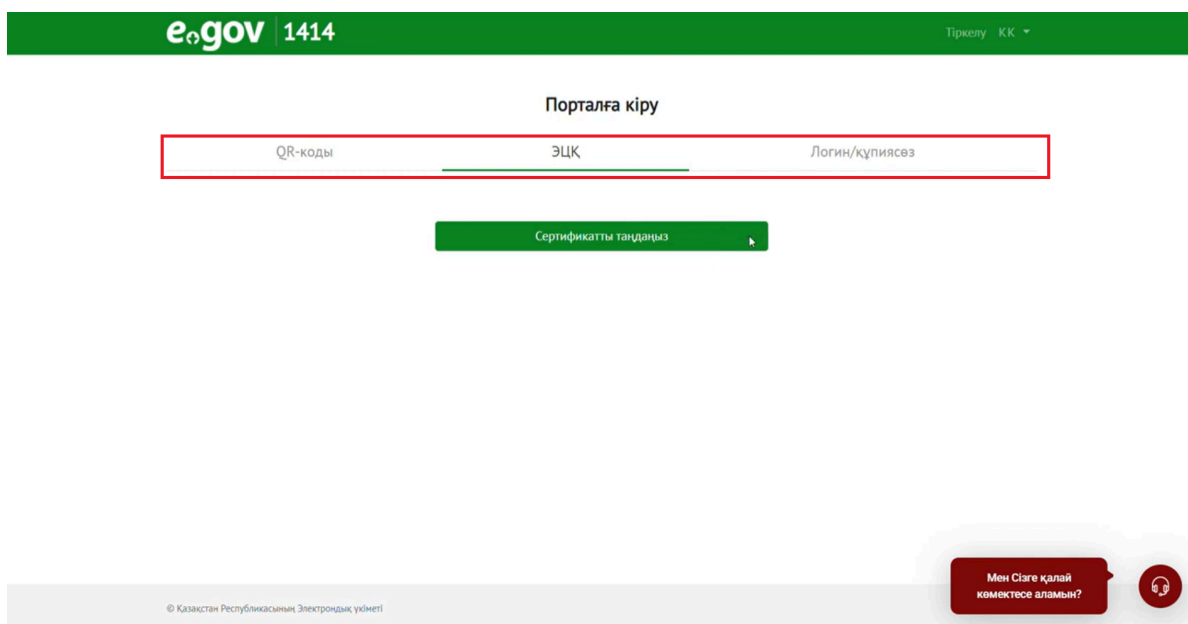 egov 1414
Тіркелу KK
Порталға кіру
QR-коды ЭЦҚ Логин/құпиясөз
Сертификатты таңдаңыз
Мен Сізге қалай
көмектесе аламын?
© Қазақстан Республикасының Электрондық үкіметі